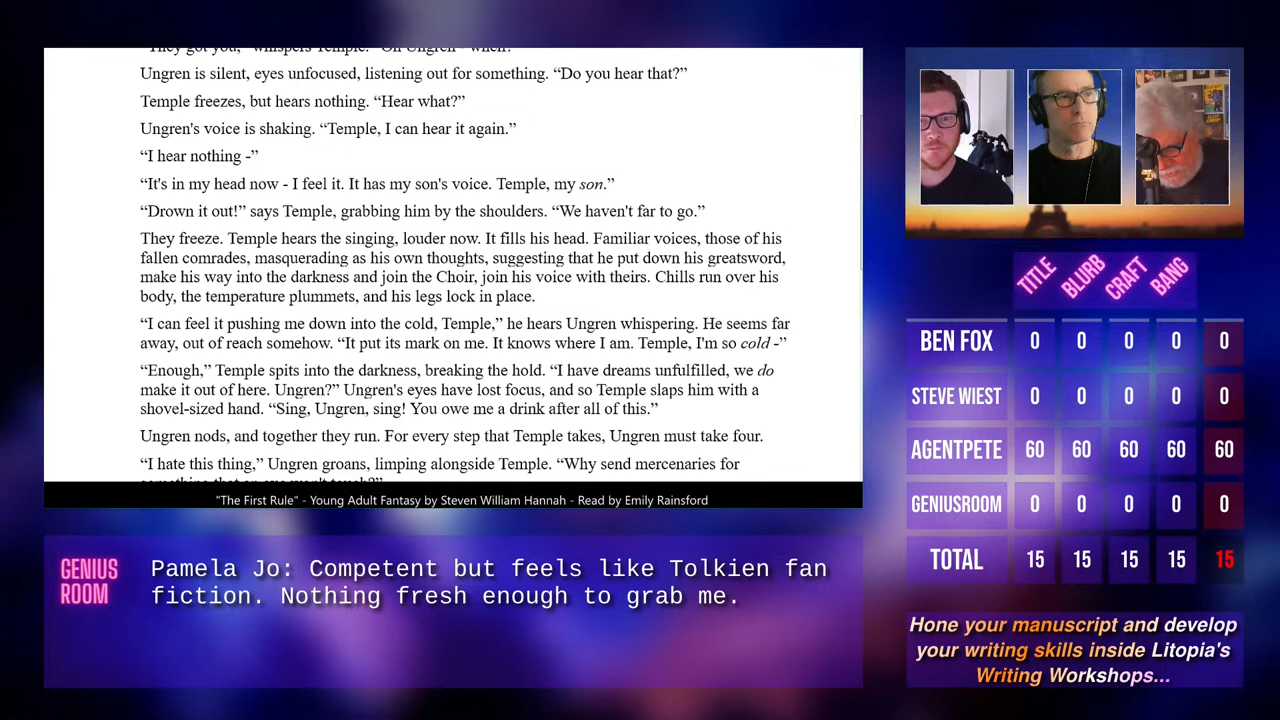 "They got you," whispers Temple. "Oh Ungren - when?"
Ungren is silent, eyes unfocused, listening out for something. “Do you hear that?”
Temple freezes, but hears nothing. “Hear what?”
Ungren's voice is shaking. “Temple, I can hear it again.”
“I hear nothing -”
“It's in my head now - I feel it. It has my son's voice. Temple, my son.”
“Drown it out!” says Temple, grabbing him by the shoulders. “We haven't far to go.”
They freeze. Temple hears the singing, louder now. It fills his head. Familiar voices, those of his
fallen comrades, masquerading as his own thoughts, suggesting that he put down his greatsword,
make his way into the darkness and join the Choir, join his voice with theirs. Chills run over his
body, the temperature plummets, and his legs lock in place.
“I can feel it pushing me down into the cold, Temple,” he hears Ungren whispering. He seems far
away, out of reach somehow. “It put its mark on me. It knows where I am. Temple, I'm so cold -”
“Enough,” Temple spits into the darkness, breaking the hold. “I have dreams unfulfilled, we do
make it out of here. Ungren?” Ungren's eyes have lost focus, and so Temple slaps him with a
shovel-sized hand. “Sing, Ungren, sing! You owe me a drink after all of this.”
Ungren nods, and together they run. For every step that Temple takes, Ungren must take four.
“I hate this thing,” Ungren groans, limping alongside Temple. “Why send mercenaries for
"The First Rule" - Young Adult Fantasy by Steven William Hannah - Read by Emily Rainsford
GENIUS
ROOM
Pamela Jo: Competent but feels like Tolkien fan
fiction. Nothing fresh enough to grab me.
TITLE BLURB CRAFT BANG
BEN FOX 0 0 0 0 0
STEVE WIEST 0 0 0 0 0
AGENTPETE 60 60 60 60 60
GENIUSROOM 0 0 0 0 0
TOTAL 15 15 15 15 15
Hone your manuscript and develop
your writing skills inside Litopia's
Writing Workshops...